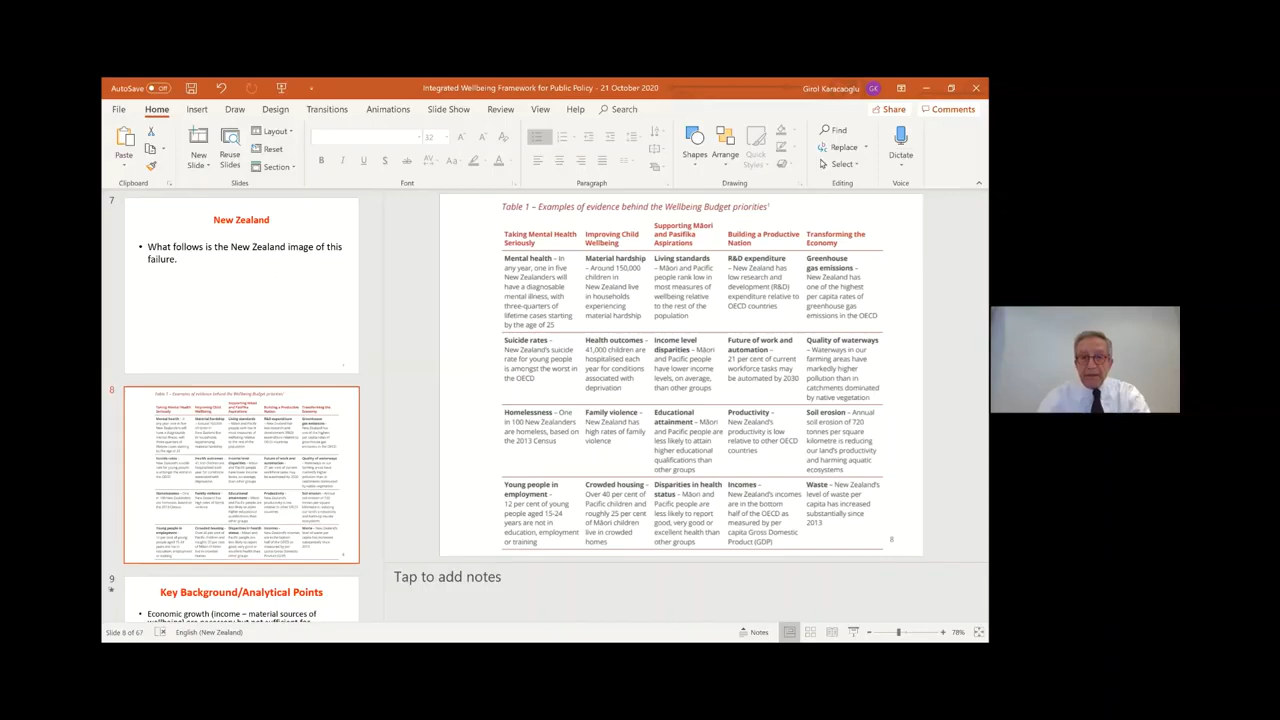 AutoSave Off
Integrated Wellbeing Framework for Public Policy - 21 October 2020
Girol Karacaoglu GK
File Home Insert Draw Design Transitions Animations Slide Show Review View Help Search
Share Comments
Paste
New Slide
Reuse Slides
Layout
Reset
Section
32
Shapes Arrange Quick Styles
Find
Replace
Select
Dictate
Clipboard Slides Font Paragraph Drawing Editing Voice
7
New Zealand
• What follows is the New Zealand image of this
failure.
8
9
Key Background/Analytical Points
• Economic growth (income – material sources of
Table 1 – Examples of evidence behind the Wellbeing Budget priorities¹
Taking Mental Health
Seriously
Improving Child
Wellbeing
Supporting Māori
and Pasifika
Aspirations
Building a Productive
Nation
Transforming the
Economy
Mental health – In
any year, one in five
New Zealanders will
have a diagnosable
mental illness, with
three-quarters of
lifetime cases starting
by the age of 25
Material hardship
– Around 150,000
children in
New Zealand live
in households
experiencing
material hardship
Living standards
– Māori and Pacific
people rank low in
most measures of
wellbeing relative
to the rest of the
population
R&D expenditure
– New Zealand has
low research and
development (R&D)
expenditure relative to
OECD countries
Greenhouse
gas emissions –
New Zealand has
one of the highest
per capita rates of
greenhouse gas
emissions in the OECD
Suicide rates –
New Zealand's suicide
rate for young people
is amongst the worst in
the OECD
Health outcomes –
41,000 children are
hospitalised each
year for conditions
associated with
deprivation
Income level
disparities – Māori
and Pacific people
have lower income
levels, on average,
than other groups
Future of work and
automation –
21 per cent of current
workforce tasks may
be automated by 2030
Quality of waterways
– Waterways in our
farming areas have
markedly higher
pollution than in
catchments dominated
by native vegetation
Homelessness – One
in 100 New Zealanders
are homeless, based on
the 2013 Census
Family violence –
New Zealand has
high rates of family
violence
Educational
attainment – Māori
and Pacific people are
less likely to attain
higher educational
qualifications than
other groups
Productivity –
New Zealand's
productivity is low
relative to other OECD
countries
Soil erosion – Annual
soil erosion of 720
tonnes per square
kilometre is reducing
our land's productivity
and harming aquatic
ecosystems
Young people in
employment –
12 per cent of young
people aged 15-24
years are not in
education, employment
or training
Crowded housing –
Over 40 per cent of
Pacific children and
roughly 25 per cent
of Māori children
live in crowded
homes
Disparities in health
status – Māori and
Pacific people are
less likely to report
good, very good or
excellent health than
other groups
Incomes –
New Zealand's incomes
are in the bottom
half of the OECD as
measured by per
capita Gross Domestic
Product (GDP)
Waste – New Zealand's
level of waste per
capita has increased
substantially since
2013
8
Tap to add notes
Slide 8 of 67
English (New Zealand)
Notes
78%